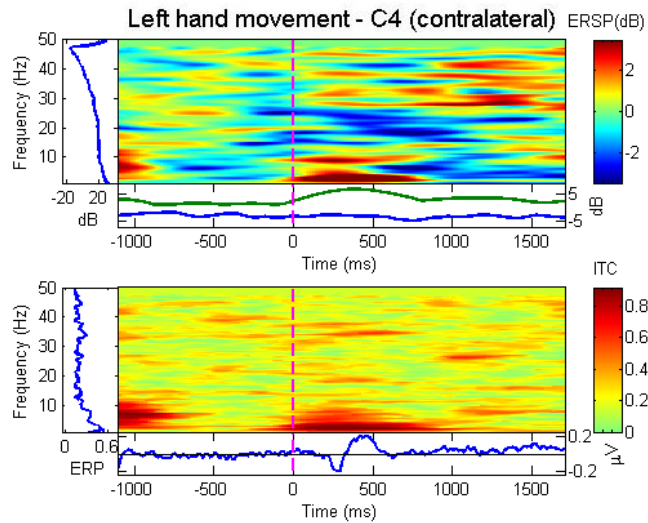 Left hand movement - C4 (contralateral)
ERSP(dB)
50
40
30
20
10
Frequency (Hz)
-20 20
dB
2
0
-2
5
-5
dB
-1000 -500 0 500 1000 1500
Time (ms)
ITC
50
40
30
20
10
Frequency (Hz)
0 0.6
ERP
0.8
0.6
0.4
0.2
0
0.2
-0.2
μV
-1000 -500 0 500 1000 1500
Time (ms)